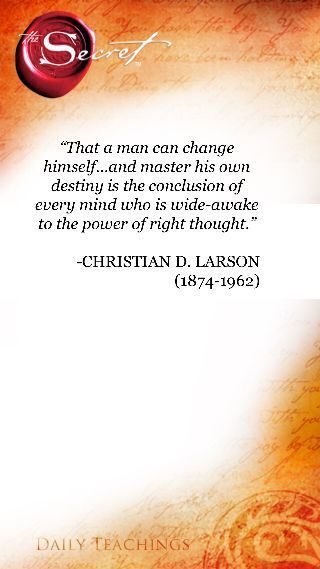 the Secret™
“That a man can change
himself...and master his own
destiny is the conclusion of
every mind who is wide-awake
to the power of right thought.”
-CHRISTIAN D. LARSON
(1874-1962)
DAILY TEACHINGS